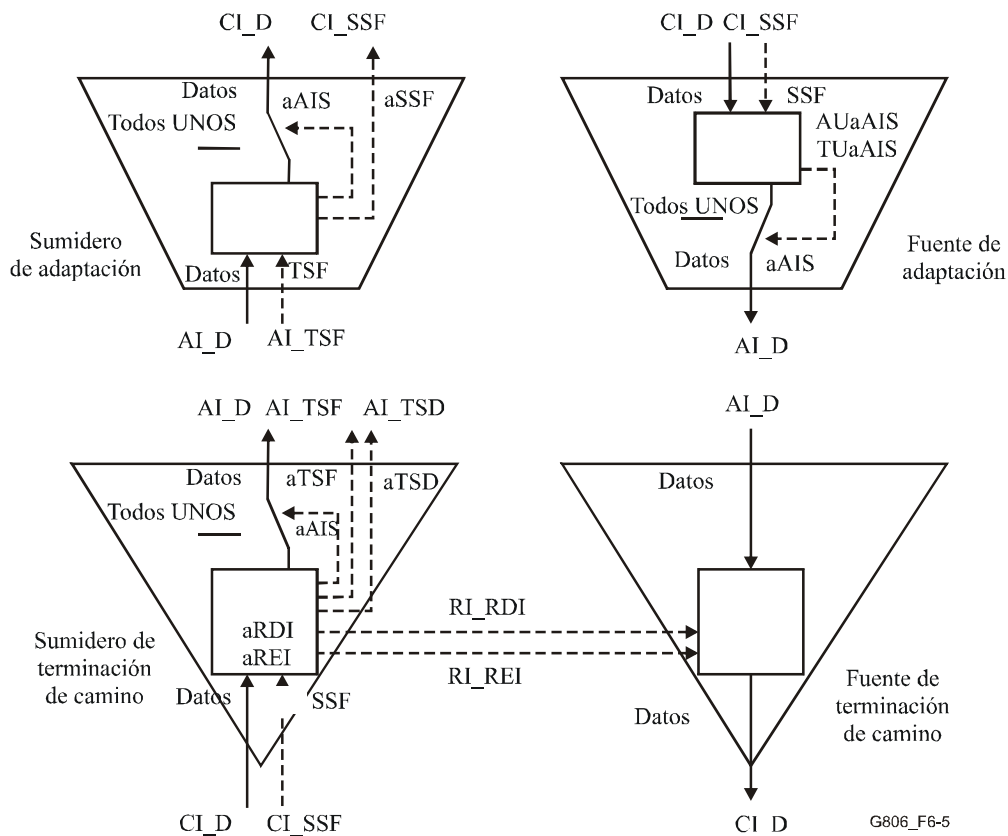 CI_D
CI_SSF
Datos
aAIS
aSSF
Todos UNOS
Sumidero
de adaptación
Datos
TSF
AI_D
AI_TSF
CI_D
CI_SSF
Datos
SSF
AUaAIS
TUaAIS
Todos UNOS
Datos
aAIS
Fuente de
adaptación
AI_D
AI_D
AI_TSF
AI_TSD
Datos
aTSF
aTSD
Todos UNOS
aAIS
aRDI
aREI
Sumidero de
terminación
de camino
Datos
SSF
CI_D
CI_SSF
RI_RDI
RI_REI
AI_D
Datos
Datos
Fuente de
terminación
de camino
CI_D
G806_F6-5